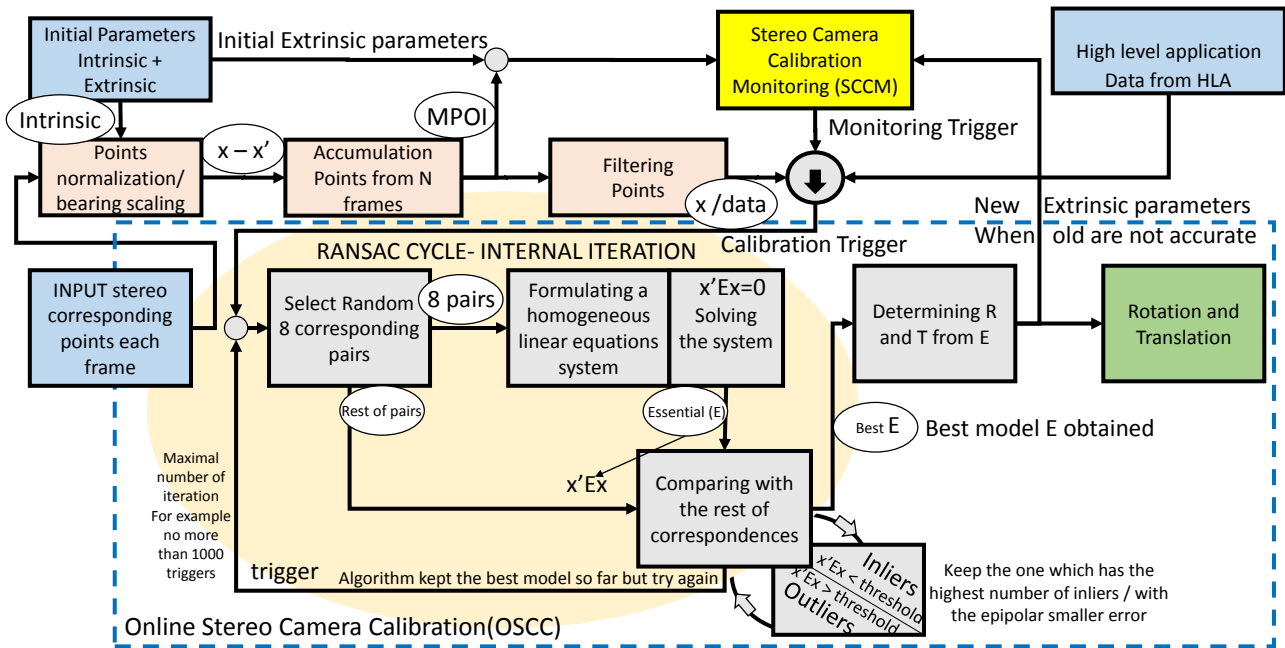 Initial Parameters
Intrinsic +
Extrinsic
Initial Extrinsic parameters
Stereo Camera
Calibration
Monitoring (SCCM)
High level application
Data from HLA
Intrinsic
MPOI
Monitoring Trigger
Points
normalization/
bearing scaling
x – x'
Accumulation
Points from N
frames
Filtering
Points
x /data
New Extrinsic parameters
When old are not accurate
Calibration Trigger
RANSAC CYCLE- INTERNAL ITERATION
INPUT stereo
corresponding
points each
frame
Select Random
8 corresponding
pairs
8 pairs
Formulating a
homogeneous
linear equations
system
x'Ex=0
Solving
the system
Determining R
and T from E
Rotation and
Translation
Rest of pairs
Essential (E)
Best E
Best model E obtained
Maximal
number of
iteration
For example
no more
than 1000
triggers
x'Ex
Comparing with
the rest of
correspondences
trigger
Algorithm kept the best model so far but try again
Inliers
x'Ex < threshold
x'Ex > threshold
Outliers
Keep the one which has the
highest number of inliers / with
the epipolar smaller error
Online Stereo Camera Calibration(OSCC)